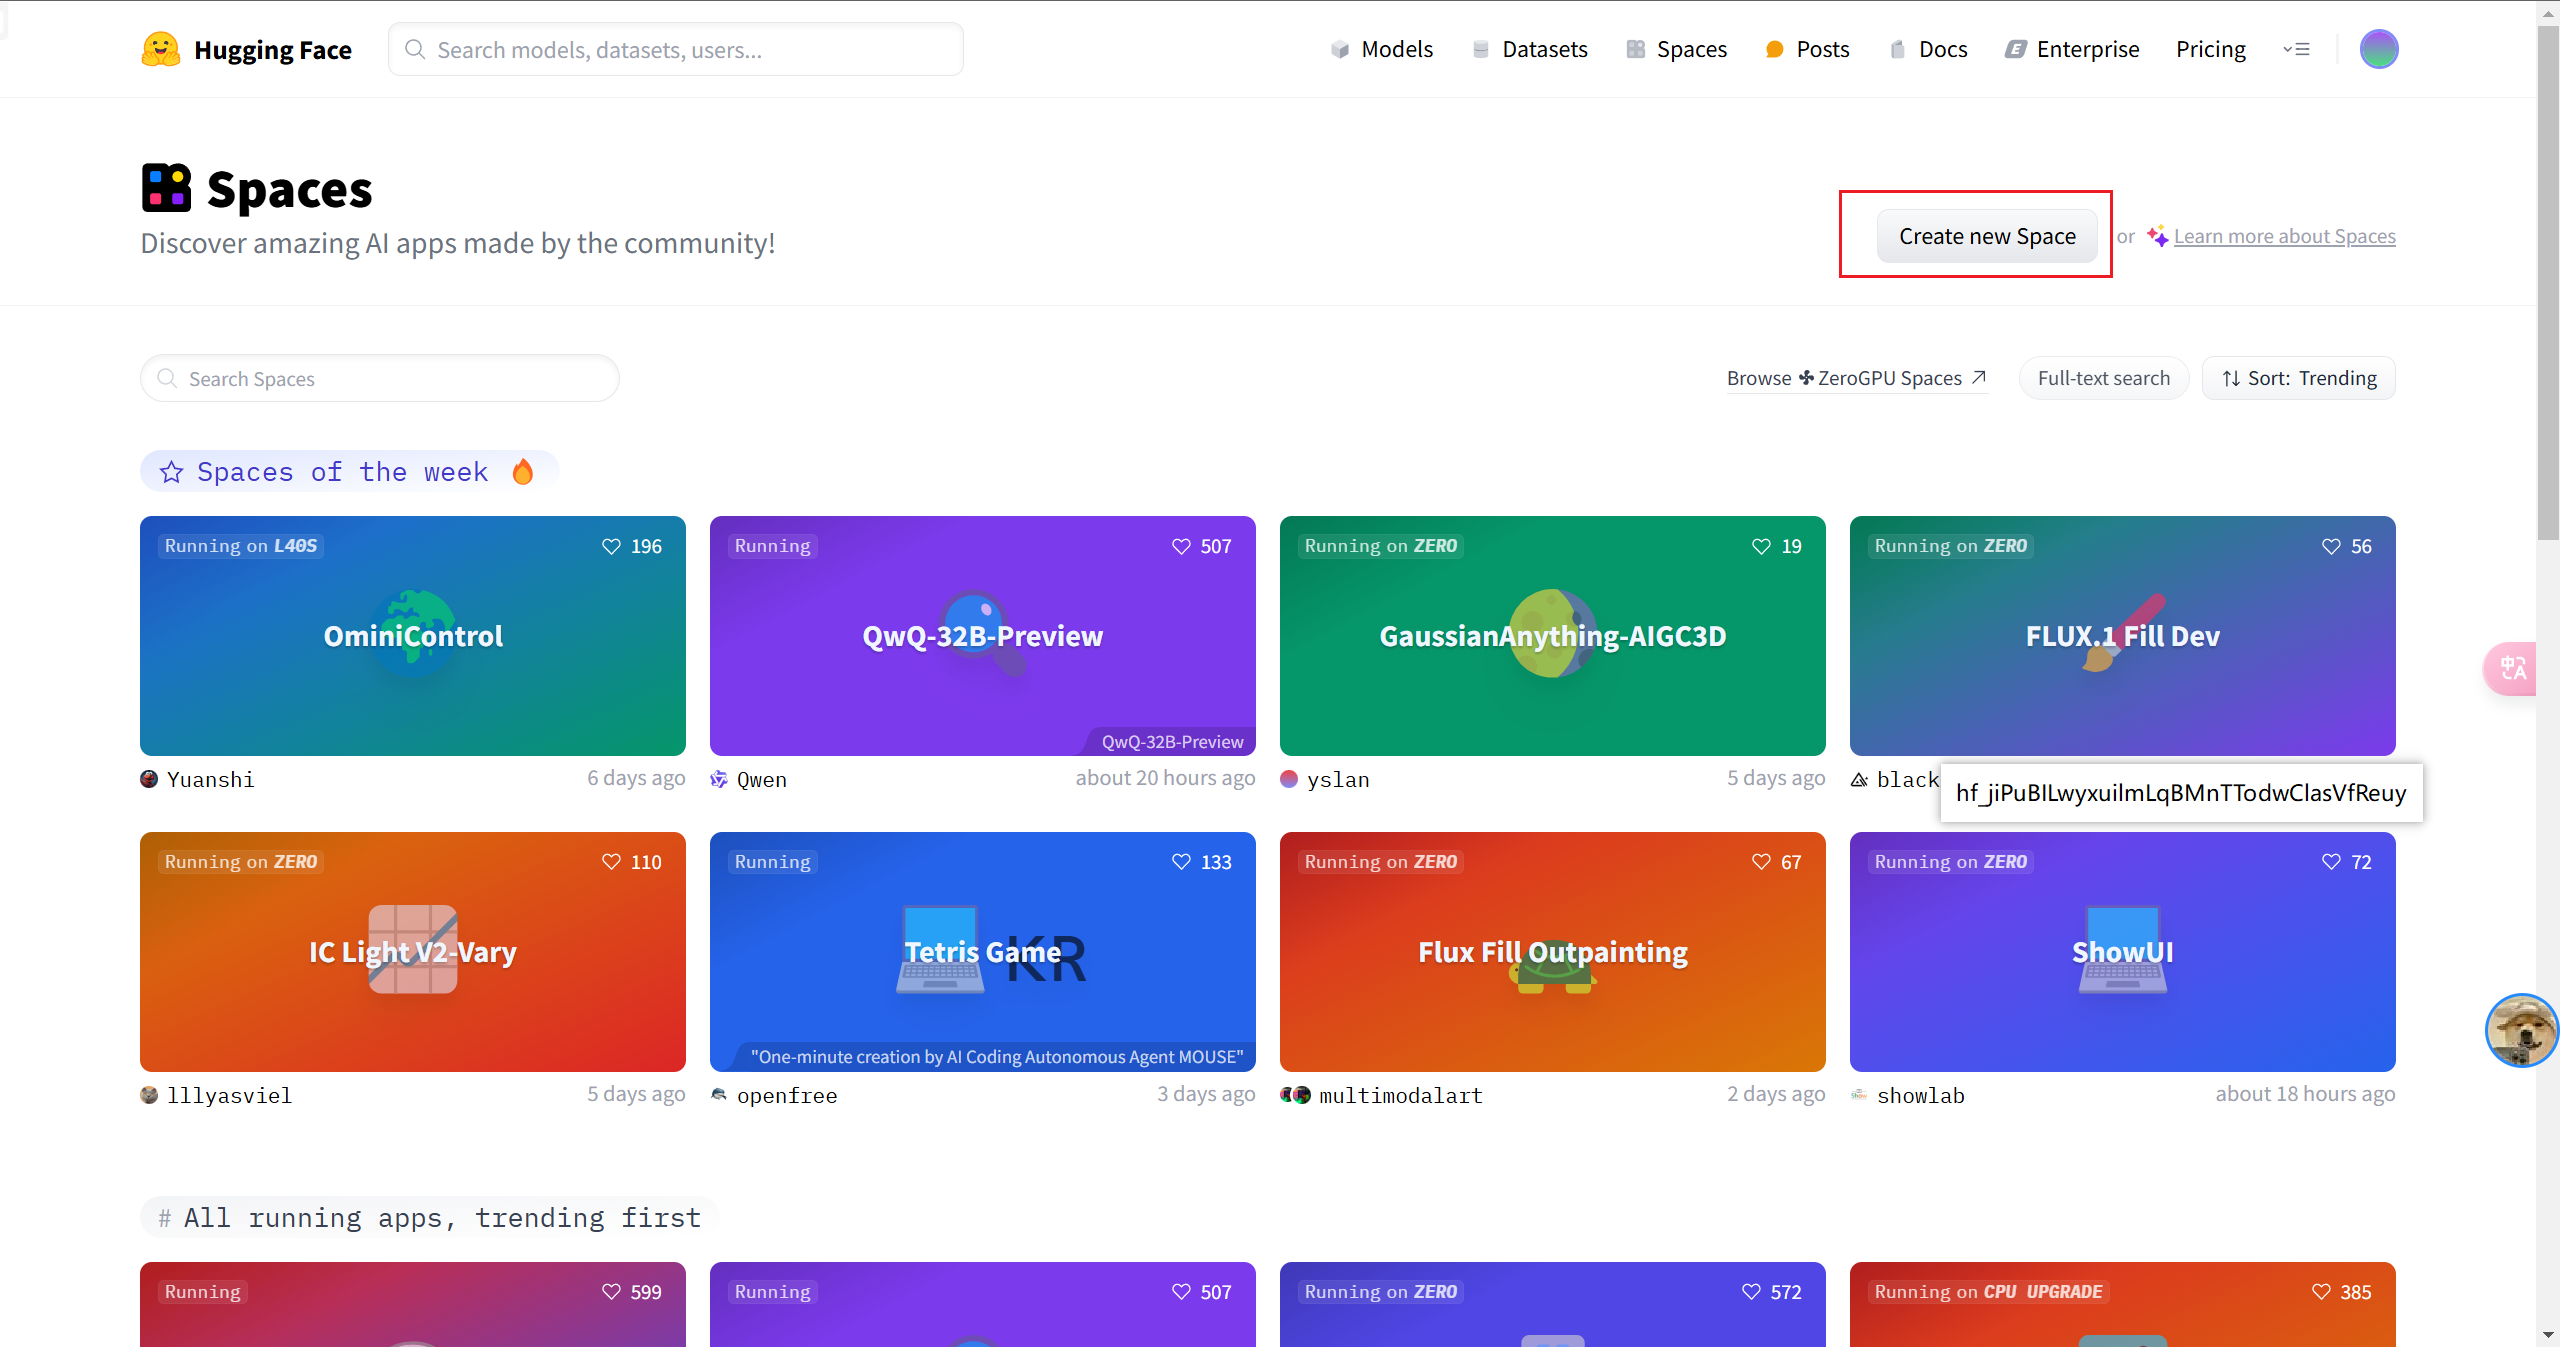 Hugging Face
Search models, datasets, users...
Models
Datasets
Spaces
Posts
Docs
Enterprise
Pricing
Spaces
Discover amazing AI apps made by the community!
Create new Space
or
Learn more about Spaces
Search Spaces
Browse ZeroGPU Spaces
Full-text search
Sort: Trending
Spaces of the week
Running on L40S
196
OminiControl
Yuanshi
6 days ago
Running
507
QwQ-32B-Preview
QwQ-32B-Preview
Qwen
about 20 hours ago
Running on ZERO
19
GaussianAnything-AIGC3D
yslan
5 days ago
Running on ZERO
56
FLUX.1 Fill Dev
black
Running on ZERO
110
IC Light V2-Vary
lllyasviel
5 days ago
Running
133
Tetris Game
KR
"One-minute creation by AI Coding Autonomous Agent MOUSE"
openfree
3 days ago
Running on ZERO
67
Flux Fill Outpainting
multimodalart
2 days ago
Running on ZERO
72
ShowUI
showlab
about 18 hours ago
# All running apps, trending first
Running
599
Running
507
Running on ZERO
572
Running on CPU UPGRADE
385
中A